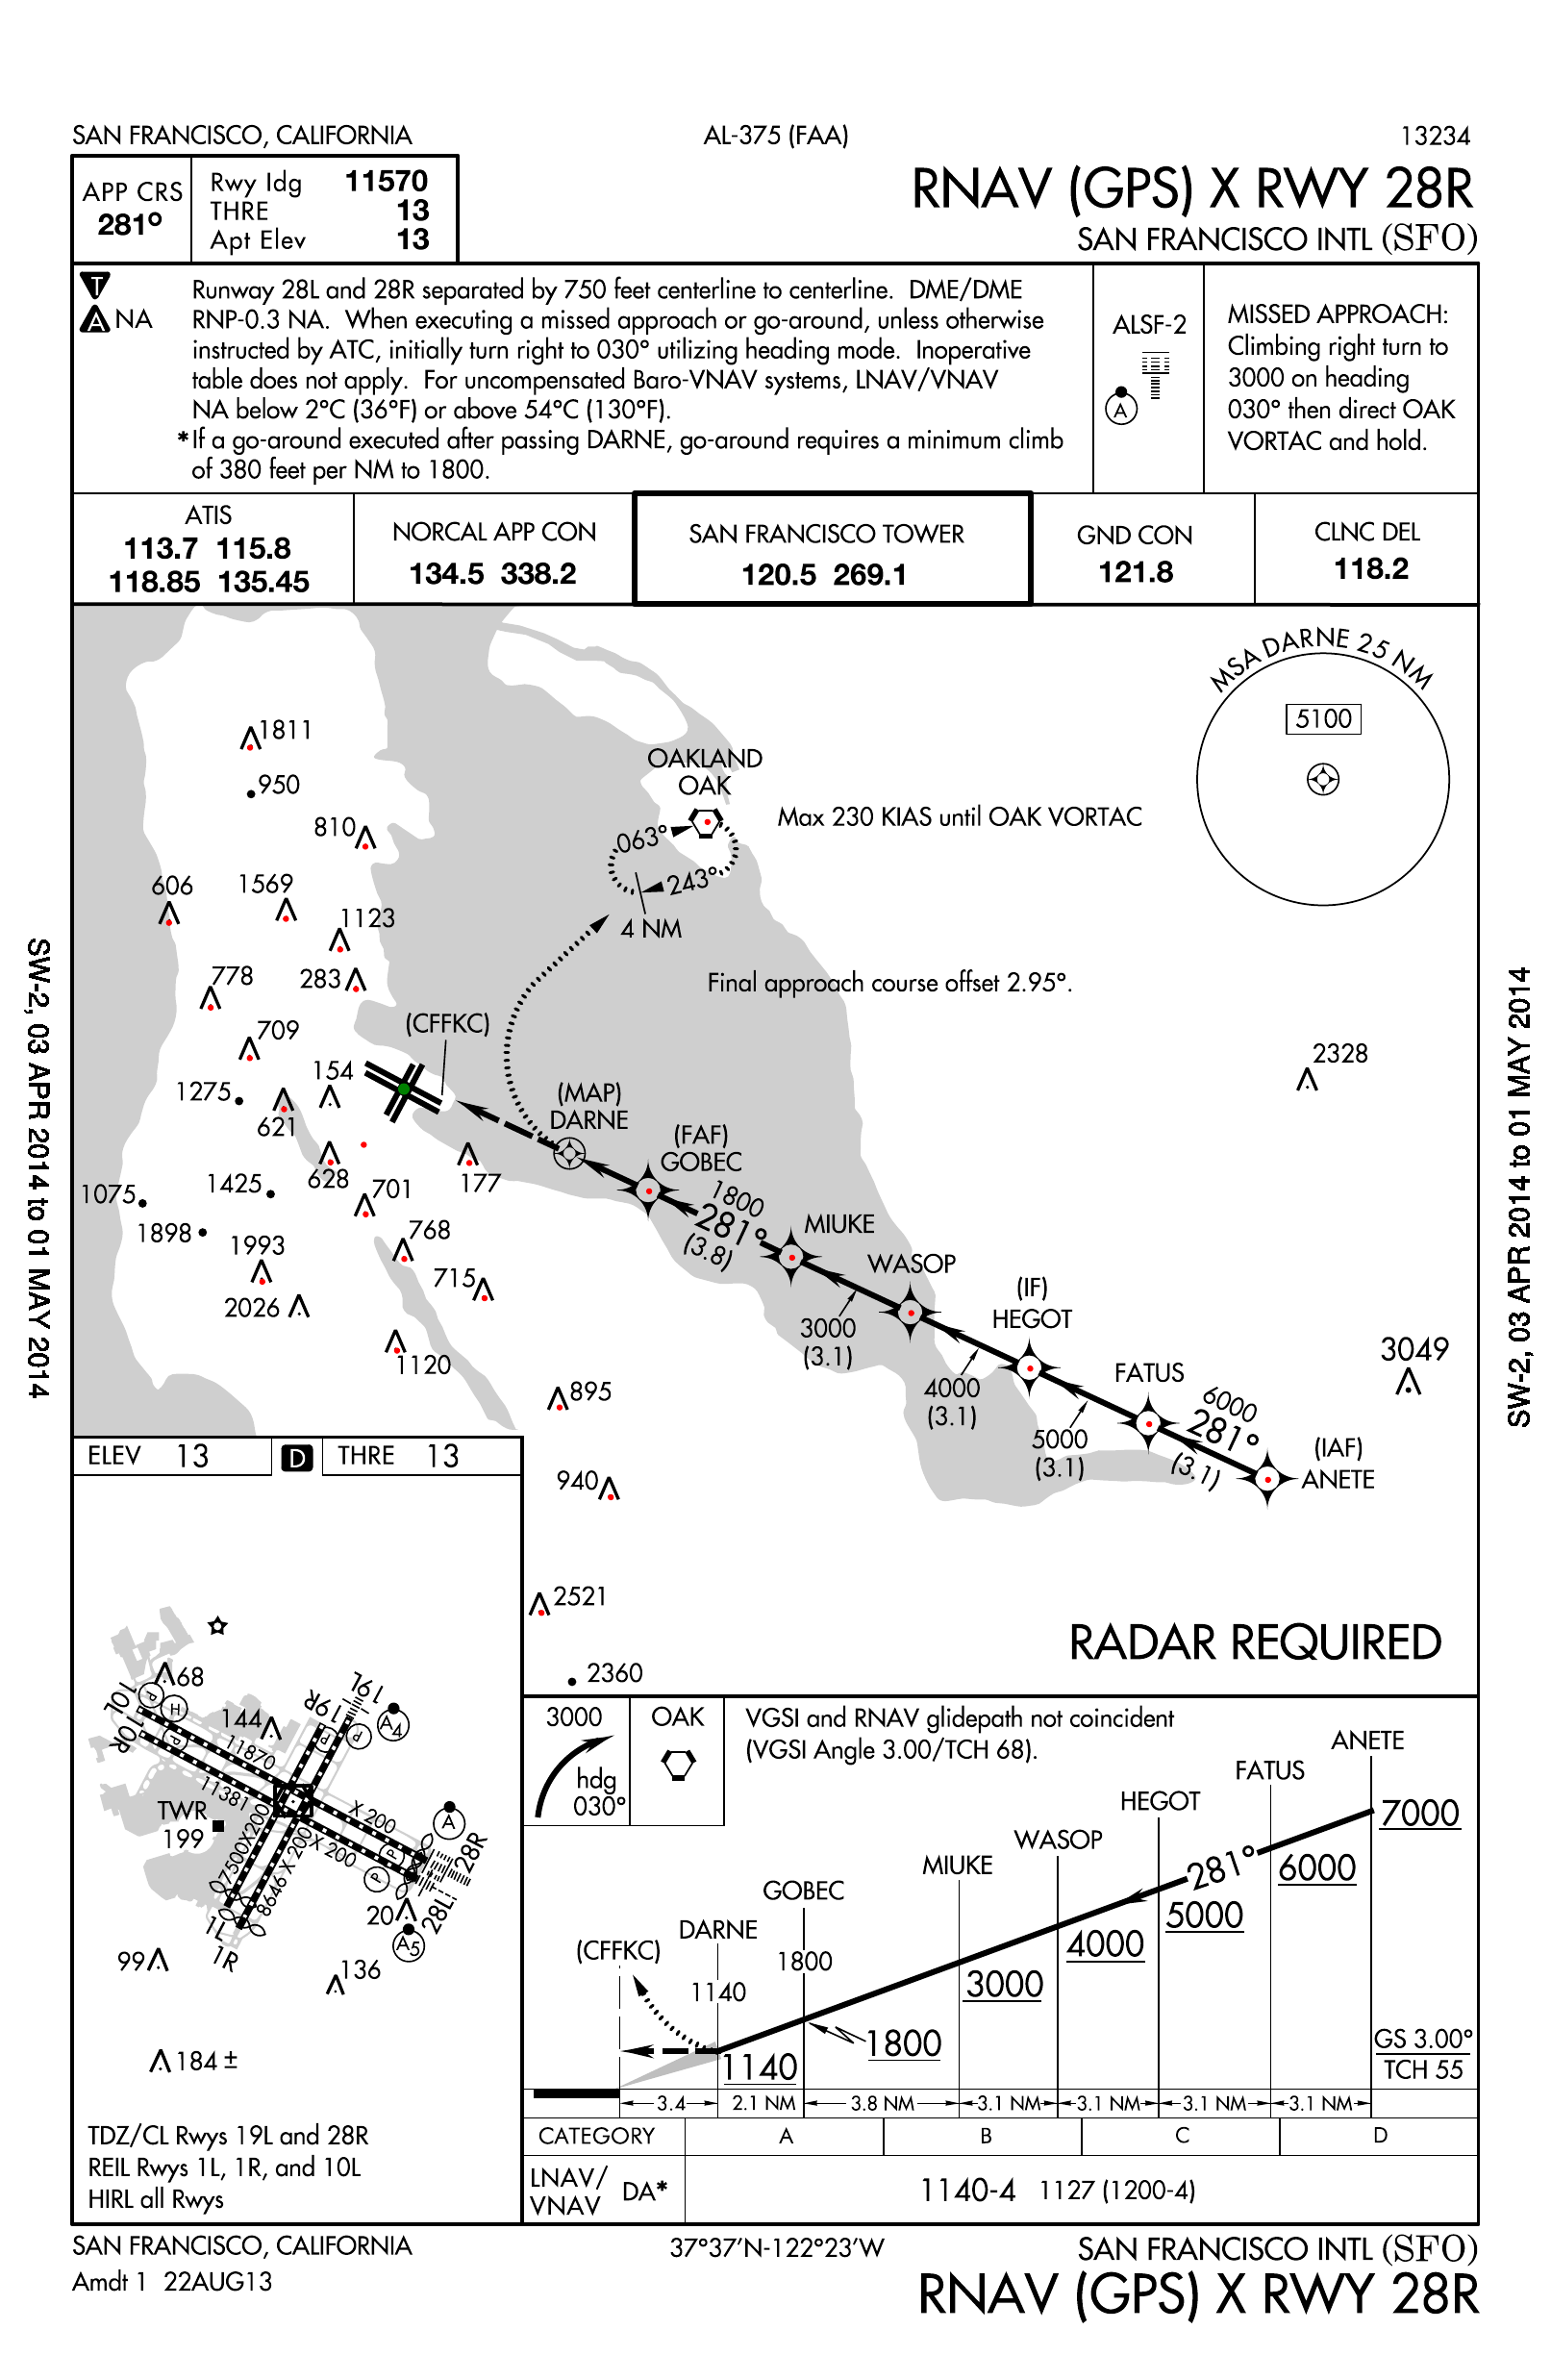 SAN FRANCISCO, CALIFORNIA
AL-375 (FAA)
13234
APP CRS
281°
Rwy Idg 11570
THRE 13
Apt Elev 13
RNAV (GPS) X RWY 28R
SAN FRANCISCO INTL (SFO)
T
A NA
Runway 28L and 28R separated by 750 feet centerline to centerline. DME/DME
RNP-0.3 NA. When executing a missed approach or go-around, unless otherwise
instructed by ATC, initially turn right to 030° utilizing heading mode. Inoperative
table does not apply. For uncompensated Baro-VNAV systems, LNAV/VNAV
NA below 2°C (36°F) or above 54°C (130°F).
*If a go-around executed after passing DARNE, go-around requires a minimum climb
of 380 feet per NM to 1800.
ALSF-2
A
MISSED APPROACH:
Climbing right turn to
3000 on heading
030° then direct OAK
VORTAC and hold.
ATIS
113.7 115.8
118.85 135.45
NORCAL APP CON
134.5 338.2
SAN FRANCISCO TOWER
120.5 269.1
GND CON
121.8
CLNC DEL
118.2
MSA DARNE 25 NM
5100
1811
950
810
606
1569
1123
283
778
709
154
1275
621
628
1425
1075
701
177
1898
768
1993
715
2026
1120
895
940
2521
2360
2328
3049
OAKLAND
OAK
Max 230 KIAS until OAK VORTAC
063°
243°
4 NM
Final approach course offset 2.95°.
(CFFKC)
(MAP)
DARNE
(FAF)
GOBEC
1800
281°
(3.8)
MIUKE
WASOP
3000
(3.1)
(IF)
HEGOT
4000
(3.1)
FATUS
5000
(3.1)
6000
281°
(3.1)
(IAF)
ANETE
RADAR REQUIRED
SW-2, 03 APR 2014 to 01 MAY 2014
SW-2, 03 APR 2014 to 01 MAY 2014
ELEV 13
D
THRE 13
68
144
10L
10R
P
H
P
19R
19L
P
P
A4
11870
X 200
11381
X 200
TWR
199
7500X200
8646 X 200
A
P
P
28R
28L
20
A5
1L
1R
99
136
184 ±
TDZ/CL Rwys 19L and 28R
REIL Rwys 1L, 1R, and 10L
HIRL all Rwys
3000
hdg
030°
OAK
VGSI and RNAV glidepath not coincident
(VGSI Angle 3.00/TCH 68).
ANETE
FATUS
HEGOT
WASOP
MIUKE
GOBEC
DARNE
(CFFKC)
7000
281°
6000
5000
4000
3000
1800
1800
1140
1140
GS 3.00°
TCH 55
3.4
2.1 NM
3.8 NM
3.1 NM
3.1 NM
3.1 NM
3.1 NM
CATEGORY A B C D
LNAV/
VNAV DA* 1140-4 1127 (1200-4)
SAN FRANCISCO, CALIFORNIA
Amdt 1 22AUG13
37°37'N-122°23'W
SAN FRANCISCO INTL (SFO)
RNAV (GPS) X RWY 28R